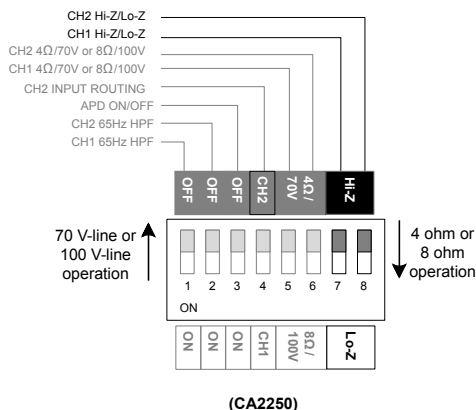 CH2 Hi-Z/Lo-Z
CH1 Hi-Z/Lo-Z
CH2 4Ω/70V or 8Ω/100V
CH1 4Ω/70V or 8Ω/100V
CH2 INPUT ROUTING
APD ON/OFF
CH2 65Hz HPF
CH1 65Hz HPF
OFF
OFF
OFF
CH2
4Ω/
70V
Hi-Z
70 V-line or
100 V-line
operation
4 ohm or
8 ohm
operation
1 2 3 4 5 6 7 8
ON
ON
ON
ON
CH1
8Ω/
100V
Lo-Z
(CA2250)